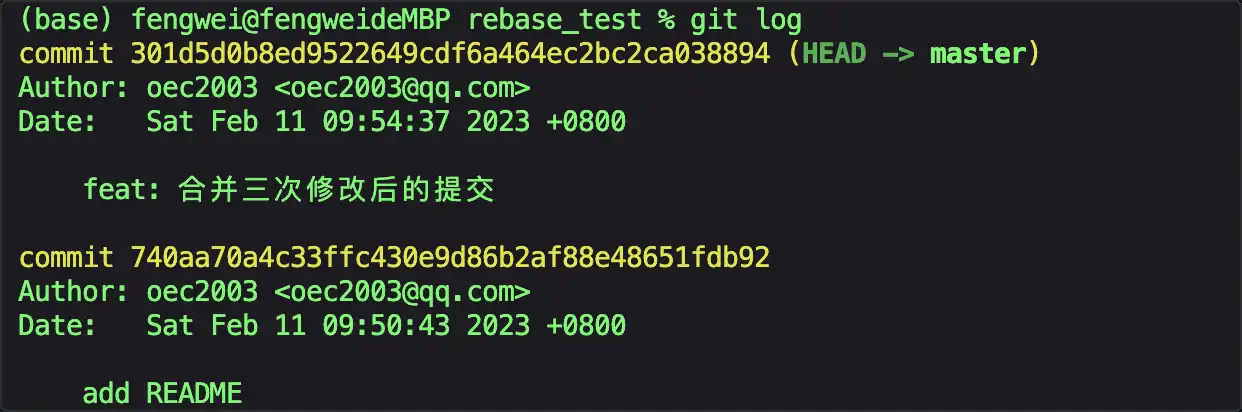 (base) fengwei@fengweideMBP rebase_test % git log
commit 301d5d0b8ed9522649cdf6a464ec2bc2ca038894 (HEAD -> master)
Author: oec2003 <oec2003@qq.com>
Date:   Sat Feb 11 09:54:37 2023 +0800
feat: 合并三次修改后的提交
commit 740aa70a4c33ffc430e9d86b2af88e48651fdb92
Author: oec2003 <oec2003@qq.com>
Date:   Sat Feb 11 09:50:43 2023 +0800
add README